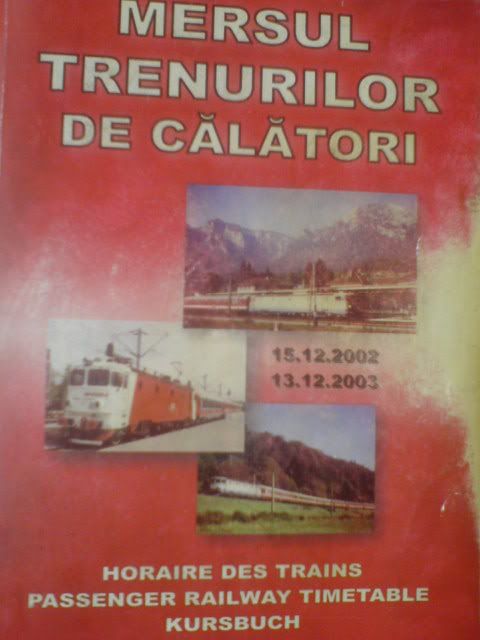 MERSUL
TRENURILOR
DE CĂLĂTORI
15.12.2002
13.12.2003
HORAIRE DES TRAINS
PASSENGER RAILWAY TIMETABLE
KURSBUCH